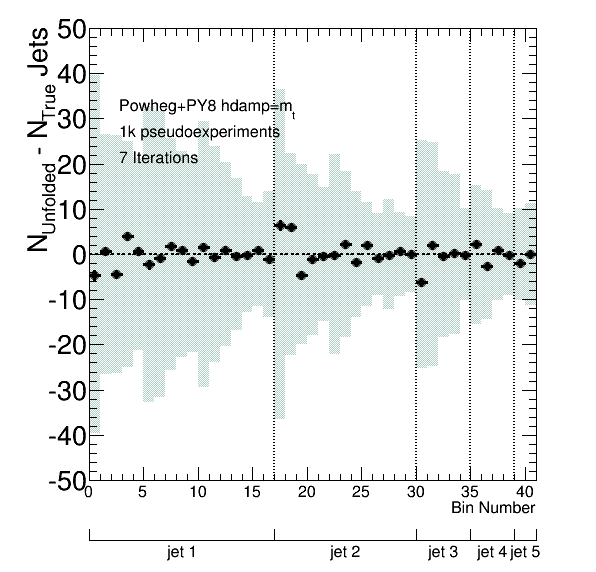 N_Unfolded - N_True Jets
50
40
30
20
10
0
-10
-20
-30
-40
-50
Powheg+PY8 hdamp=m_t
1k pseudoexperiments
7 Iterations
0 5 10 15 20 25 30 35 40
Bin Number
jet 1 jet 2 jet 3 jet 4 jet 5